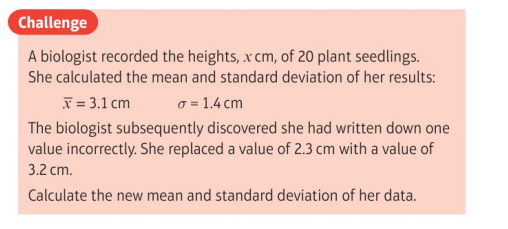 Challenge
A biologist recorded the heights, x cm, of 20 plant seedlings.
She calculated the mean and standard deviation of her results:
x̅ = 3.1 cm σ = 1.4 cm
The biologist subsequently discovered she had written down one
value incorrectly. She replaced a value of 2.3 cm with a value of
3.2 cm.
Calculate the new mean and standard deviation of her data.